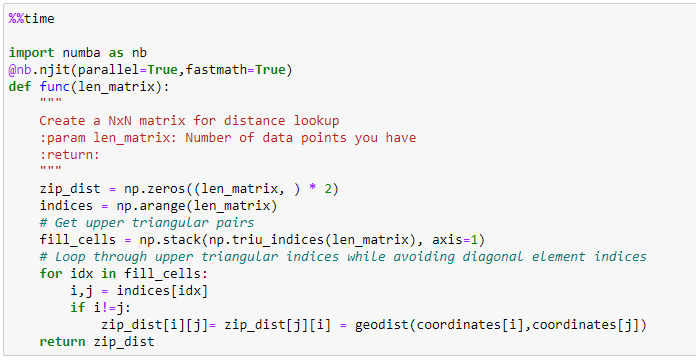 %%time

import numba as nb
@nb.njit(parallel=True,fastmath=True)
def func(len_matrix):
    """
    Create a NxN matrix for distance lookup
    :param len_matrix: Number of data points you have
    :return:
    """
    zip_dist = np.zeros((len_matrix, ) * 2)
    indices = np.arange(len_matrix)
    # Get upper triangular pairs
    fill_cells = np.stack(np.triu_indices(len_matrix), axis=1)
    # Loop through upper triangular indices while avoiding diagonal element indices
    for idx in fill_cells:
        i,j = indices[idx]
        if i!=j:
            zip_dist[i][j]= zip_dist[j][i] = geodist(coordinates[i],coordinates[j])
    return zip_dist